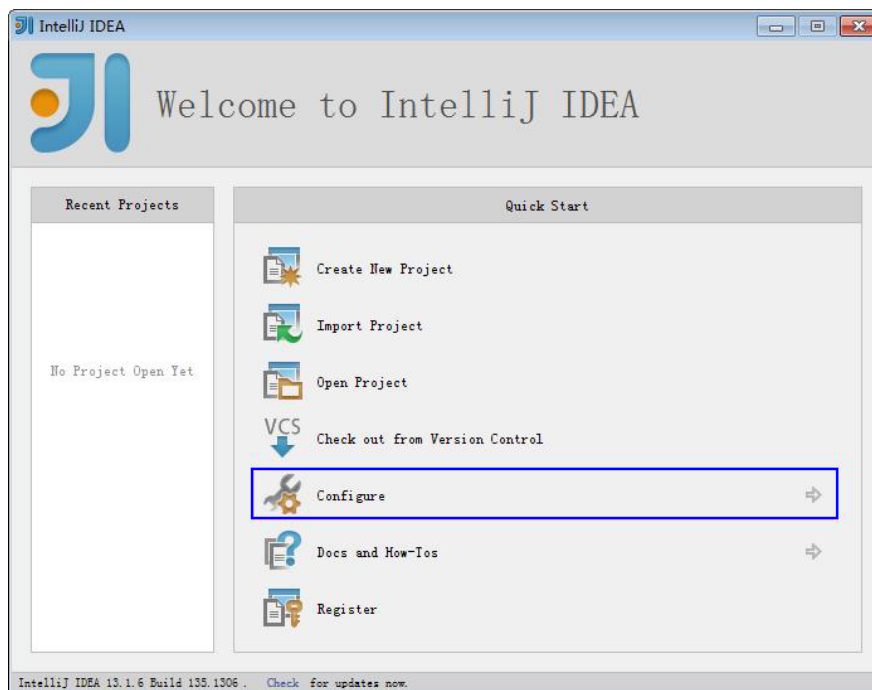 IntelliJ IDEA
Welcome to IntelliJ IDEA
Recent Projects
No Project Open Yet
Quick Start
Create New Project
Import Project
Open Project
VCS
Check out from Version Control
Configure
Docs and How-Tos
Register
IntelliJ IDEA 13.1.6 Build 135.1306 . Check for updates now.